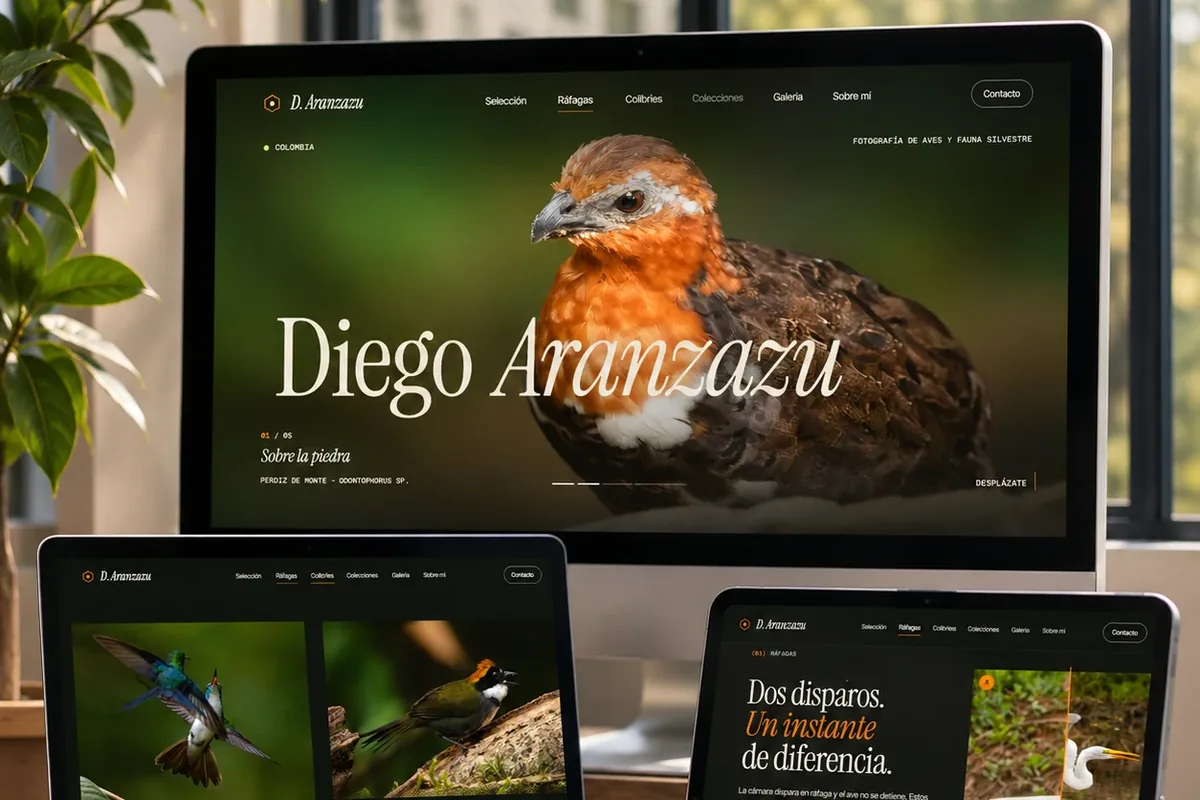 D. Aranzazu
Selección Ráfagas Colibríes Colecciones Galería Sobre mí Contacto
COLOMBIA
FOTOGRAFÍA DE AVES Y FAUNA SILVESTRE
Diego Aranzazu
01 / 05
Sobre la piedra
PERDIZ DE MONTE – ODONTOPHORUS SP.
DESPLÁZATE
D. Aranzazu
Selección Ráfagas Colibríes Colecciones Galería Sobre mí Contacto
D. Aranzazu
Selección Ráfagas Colibríes Colecciones Galería Sobre mí Contacto
(01) RÁFAGAS
Dos disparos.
Un instante
de diferencia.
La cámara dispara en ráfaga y el ave no se detiene. Estos